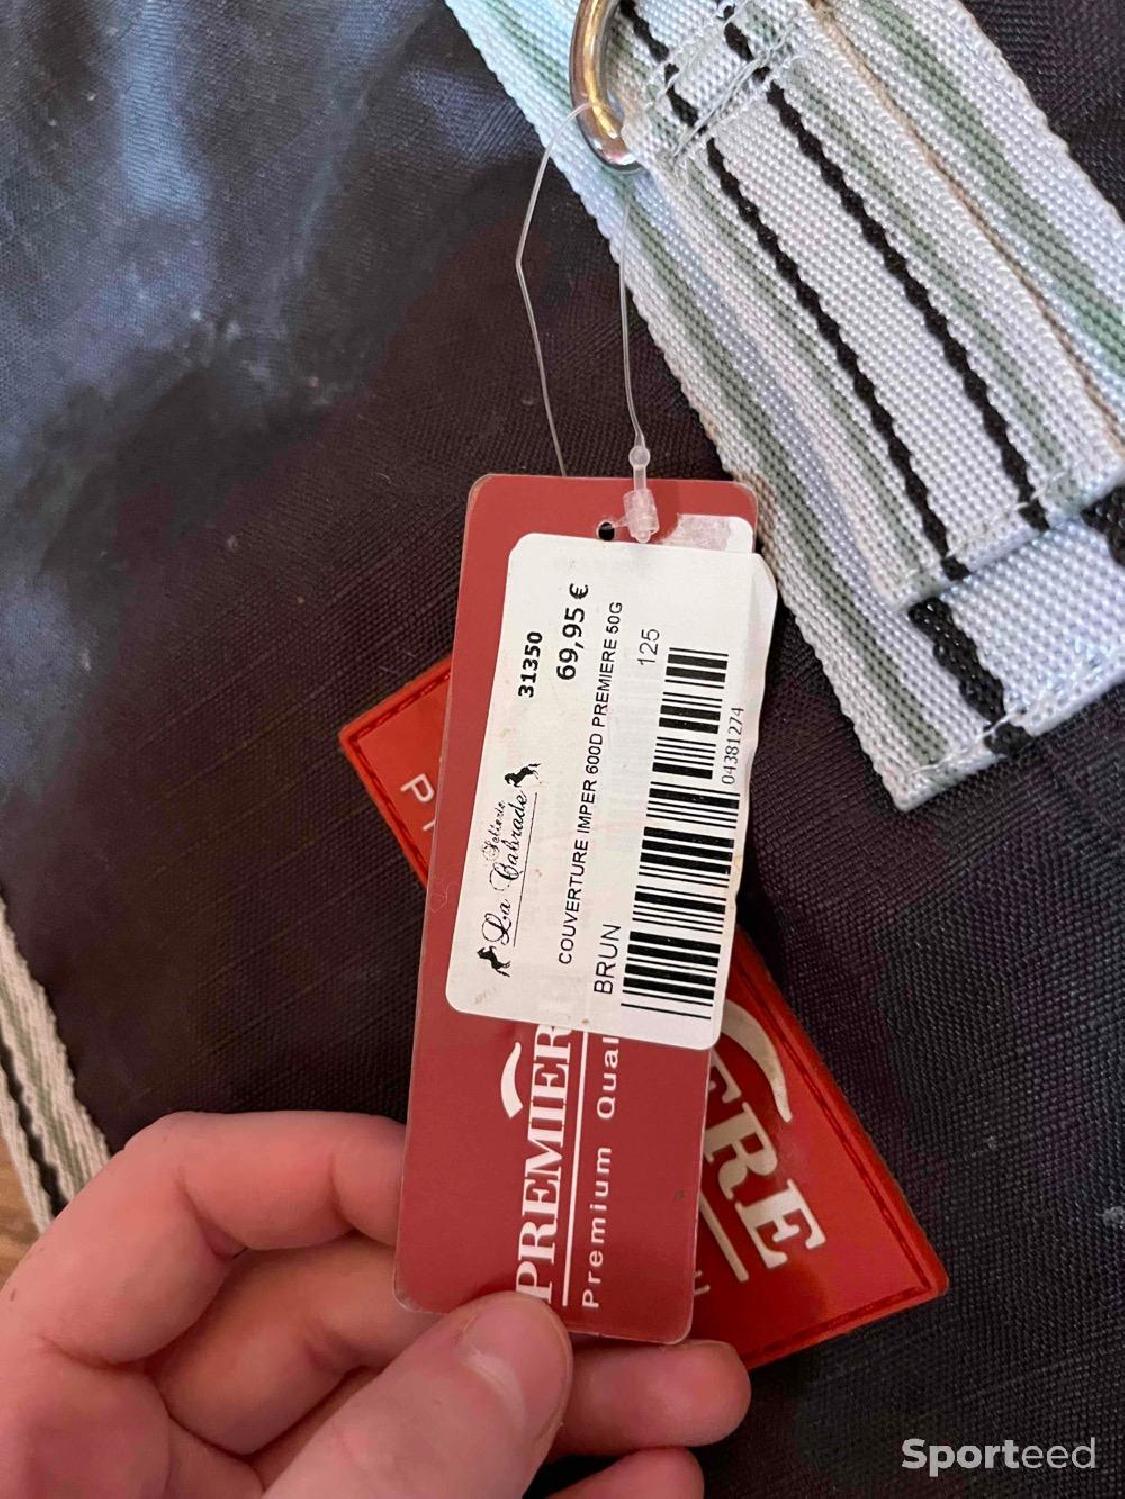 31350
69,95 €
Sellerie
La Cabrade
COUVERTURE IMPER 600D PREMIERE 50G
BRUN
125
04381274
PREMIER
Premium Qual
P
ERE
Sporteed